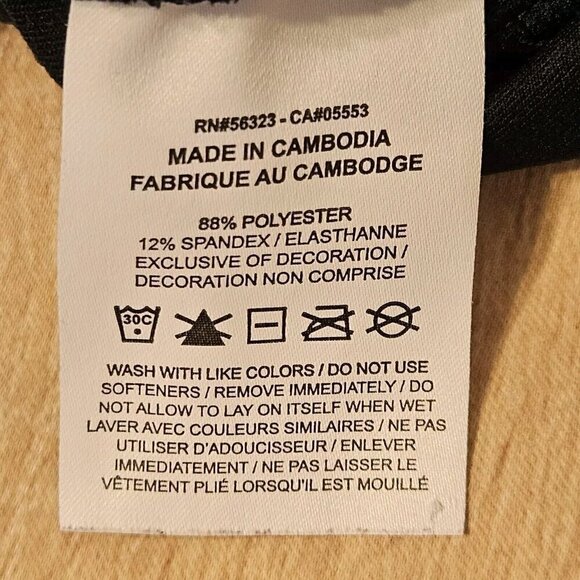 RN#56323 - CA#05553
MADE IN CAMBODIA
FABRIQUE AU CAMBODGE
88% POLYESTER
12% SPANDEX / ELASTHANNE
EXCLUSIVE OF DECORATION /
DECORATION NON COMPRISE
30C
WASH WITH LIKE COLORS / DO NOT USE
SOFTENERS / REMOVE IMMEDIATELY / DO
NOT ALLOW TO LAY ON ITSELF WHEN WET
LAVER AVEC COULEURS SIMILAIRES / NE PAS
UTILISER D'ADOUCISSEUR / ENLEVER
IMMEDIATEMENT / NE PAS LAISSER LE
VÊTEMENT PLIÉ LORSQU'IL EST MOUILLÉ